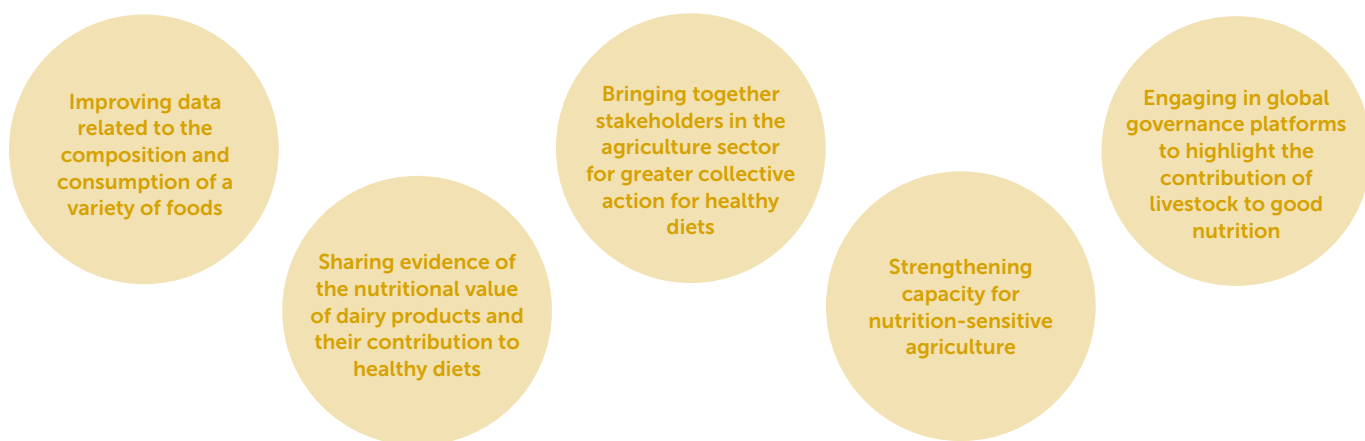 Improving data
related to the
composition and
consumption of a
variety of foods
Sharing evidence of
the nutritional value
of dairy products and
their contribution to
healthy diets
Bringing together
stakeholders in the
agriculture sector
for greater collective
action for healthy
diets
Strengthening
capacity for
nutrition-sensitive
agriculture
Engaging in global
governance platforms
to highlight the
contribution of
livestock to good
nutrition